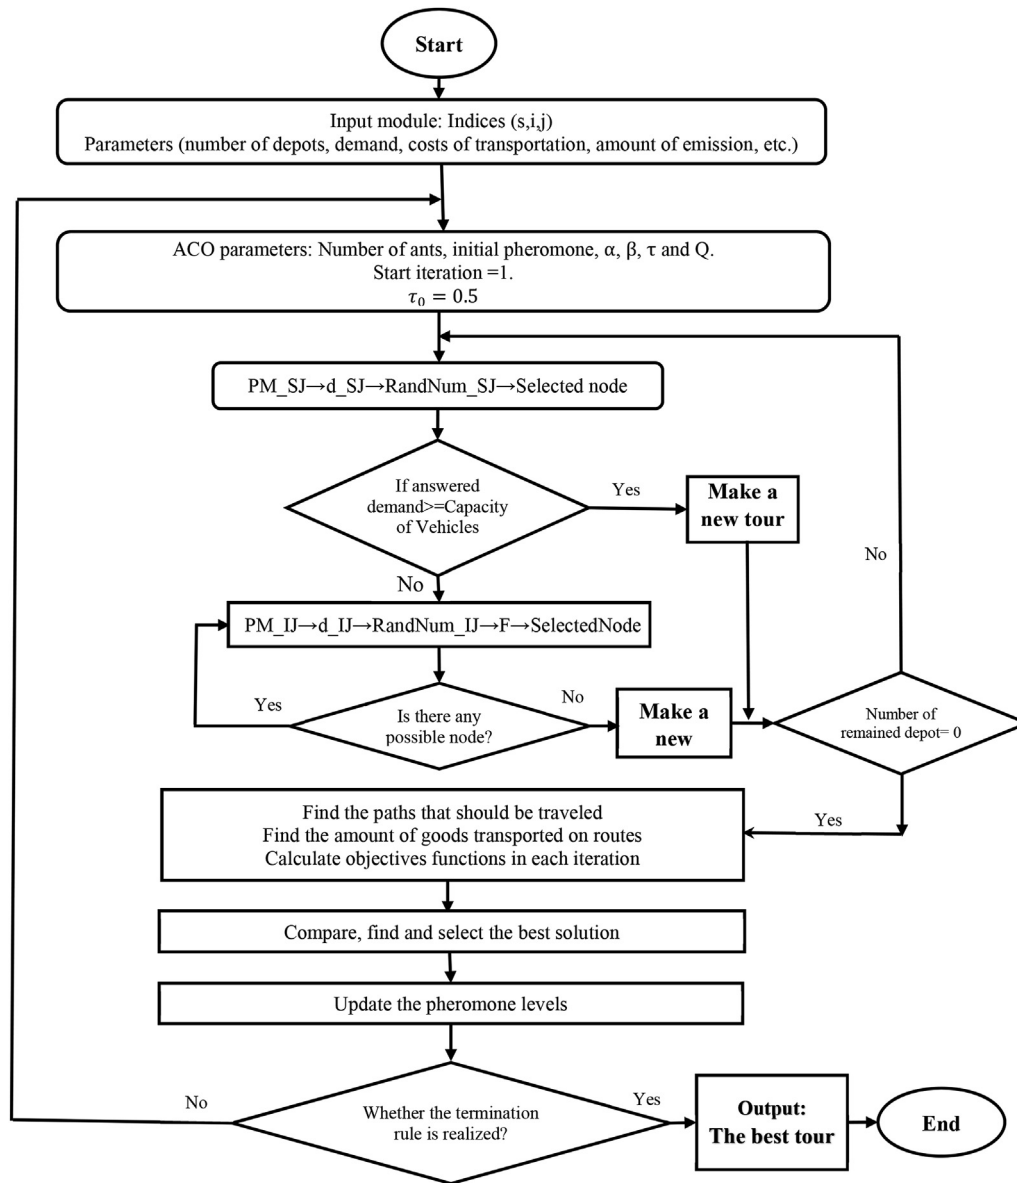 Start
Input module: Indices (s,i,j)
Parameters (number of depots, demand, costs of transportation, amount of emission, etc.)
ACO parameters: Number of ants, initial pheromone, α, β, τ and Q.
Start iteration =1.
τ₀ = 0.5
PM_SJ→d_SJ→RandNum_SJ→Selected node
If answered
demand>=Capacity
of Vehicles
Yes
Make a
new tour
No
No
PM_IJ→d_IJ→RandNum_IJ→F→SelectedNode
Yes
Is there any
possible node?
No
Make a
new
Number of
remained depot= 0
Yes
Find the paths that should be traveled
Find the amount of goods transported on routes
Calculate objectives functions in each iteration
Compare, find and select the best solution
Update the pheromone levels
No
Whether the termination
rule is realized?
Yes
Output:
The best tour
End